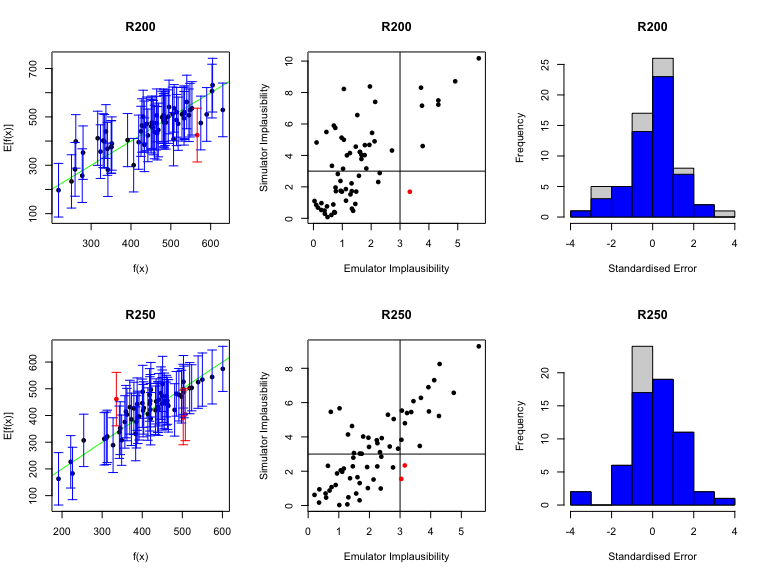 R200 R200 R200
E[f(x)] 100 300 500 700
300 400 500 600
f(x)
Simulator Implausibility 0 2 4 6 8 10
0 1 2 3 4 5
Emulator Implausibility
Frequency 0 5 10 15 20 25
-4 -2 0 2 4
Standardised Error
R250 R250 R250
E[f(x)] 100 200 300 400 500 600
200 300 400 500 600
f(x)
Simulator Implausibility 0 2 4 6 8
0 1 2 3 4 5
Emulator Implausibility
Frequency 0 5 10 15 20
-4 -2 0 2 4
Standardised Error